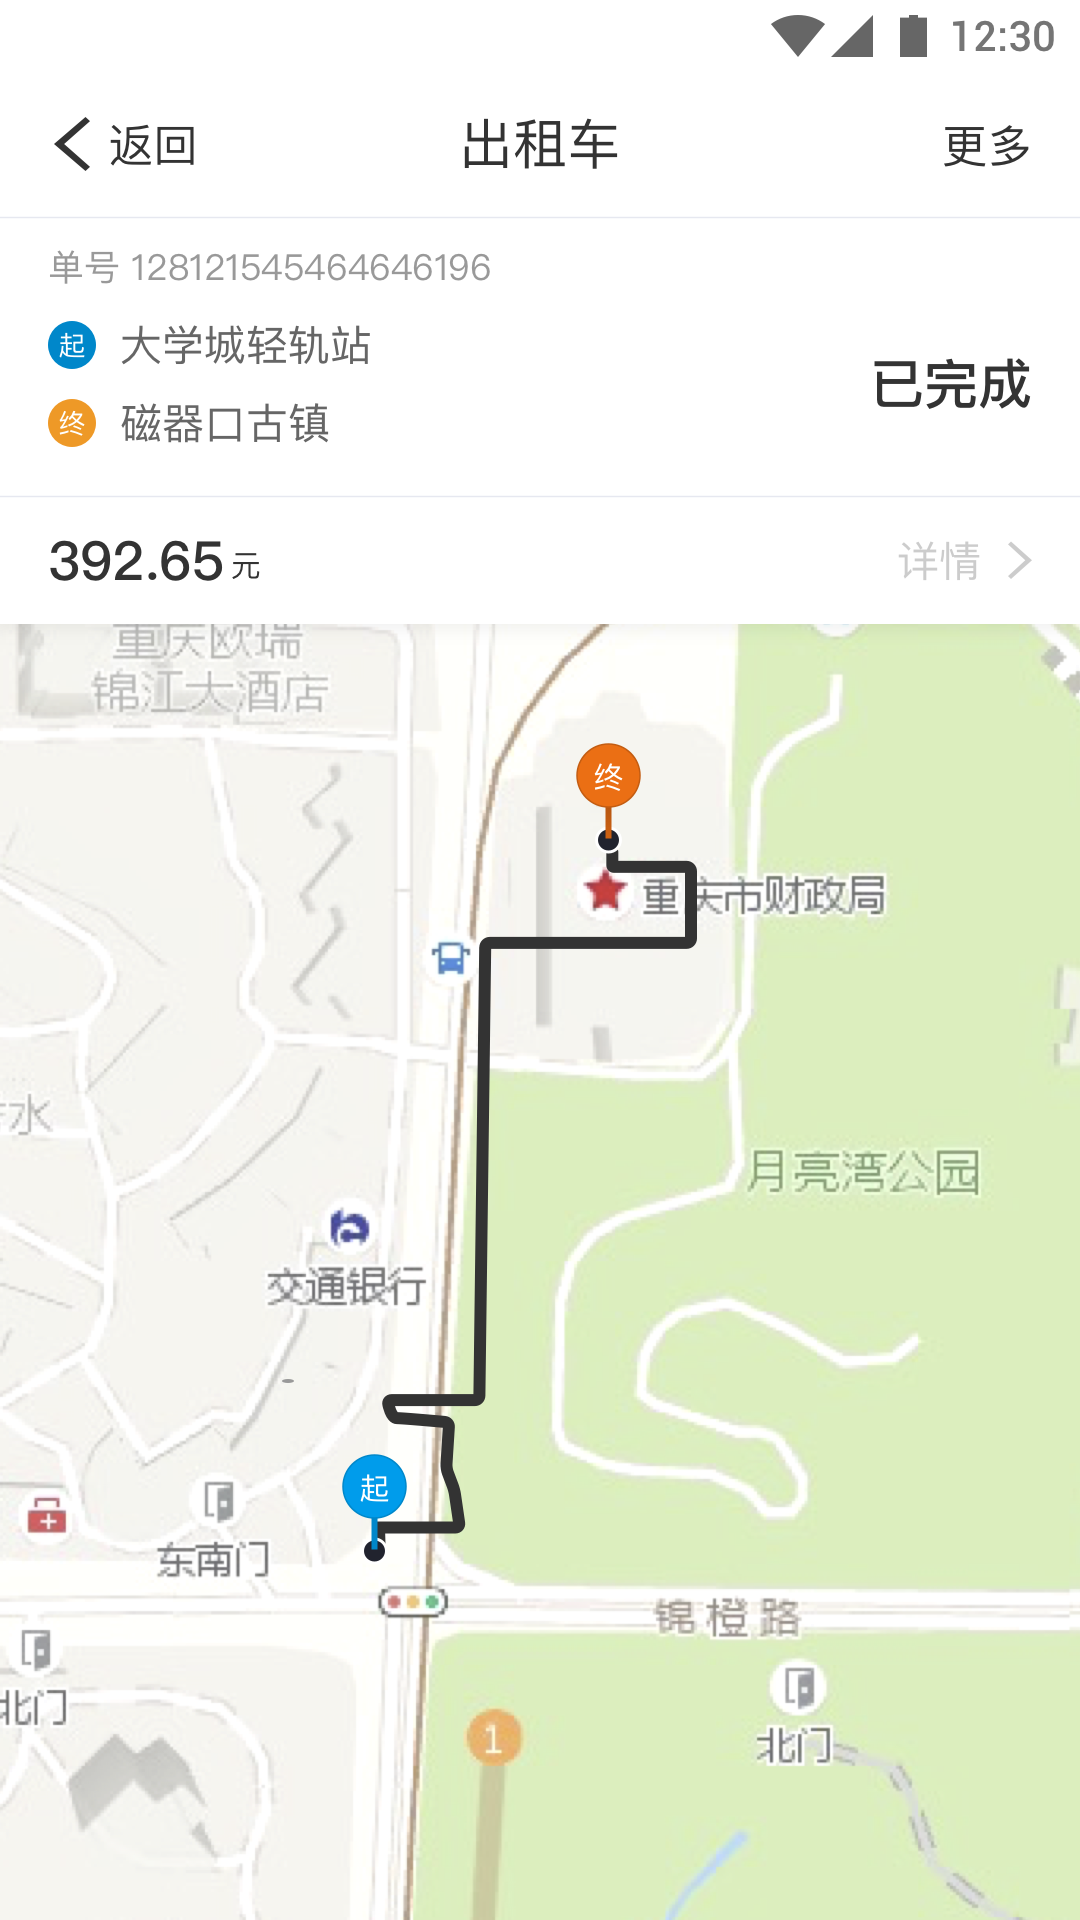 12:30
返回
出租车
更多
单号 128121545464646196
起 大学城轻轨站
终 磁器口古镇
已完成
392.65 元
详情
重庆欧瑞
锦江大酒店
终
重庆市财政局
水
月亮湾公园
交通银行
起
东南门
锦橙路
北门
北门
1